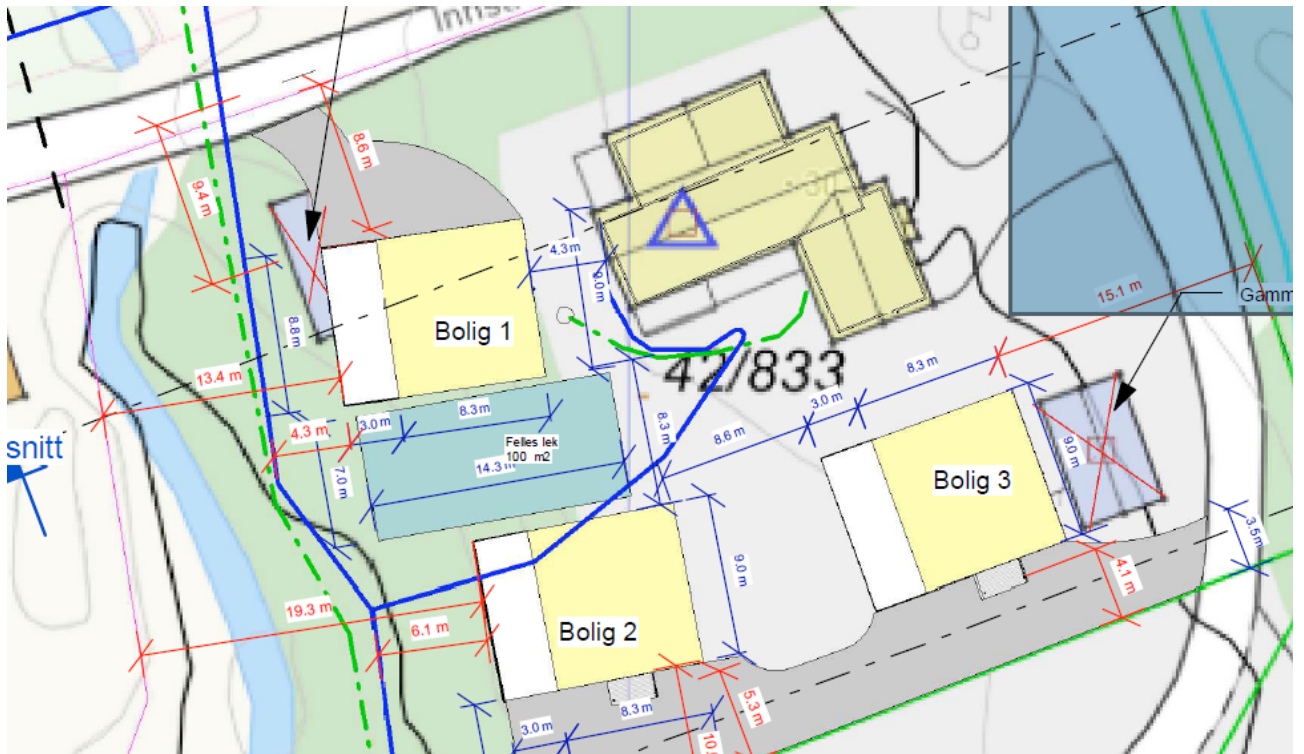 8.6 m
9.4 m
4.3 m
9.0 m
15.1 m
Gamm
Bolig 1
8.8 m
42/833
8.3 m
13.4 m
3.0 m
8.3 m
3.0 m
8.3 m
8.6 m
4.3 m
snitt
Felles lek
100 m2
14.3 m
7.0 m
Bolig 3
9.0 m
3.5 m
9.0 m
4.1 m
19.3 m
6.1 m
Bolig 2
5.3 m
8.3 m
3.0 m